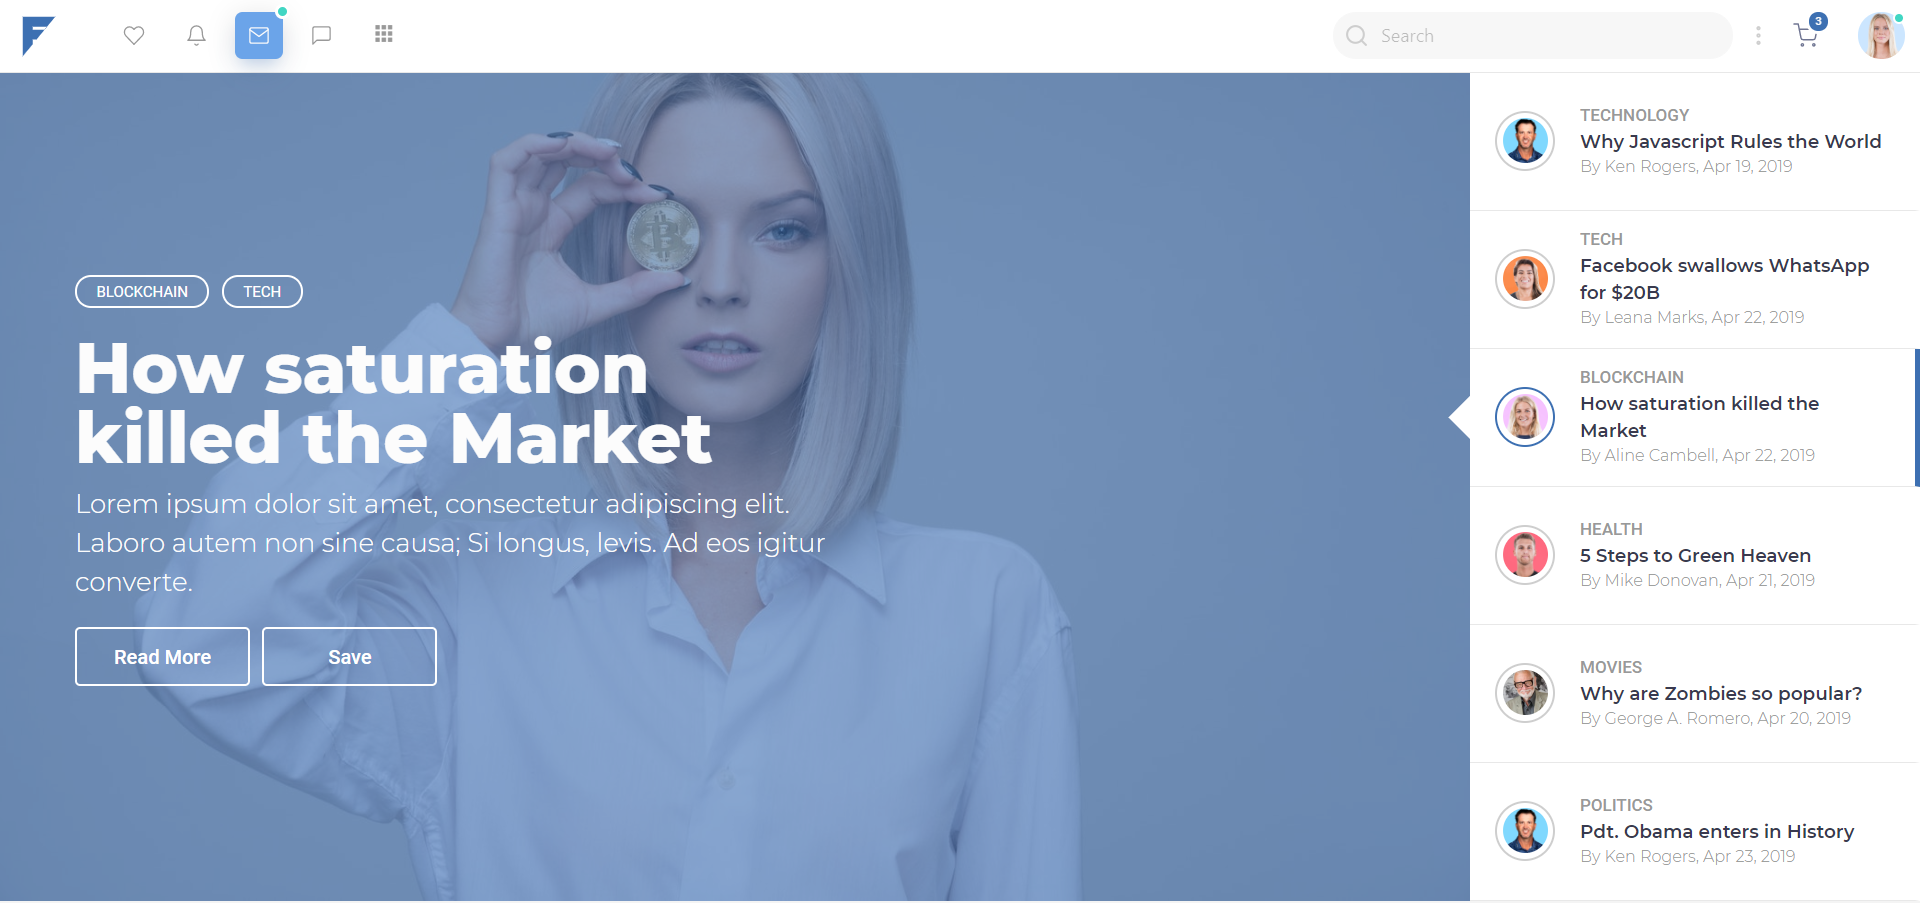 F
Search
3
BLOCKCHAIN
TECH
How saturation
killed the Market
Lorem ipsum dolor sit amet, consectetur adipiscing elit.
Laboro autem non sine causa; Si longus, levis. Ad eos igitur
converte.
Read More
Save
TECHNOLOGY
Why Javascript Rules the World
By Ken Rogers, Apr 19, 2019
TECH
Facebook swallows WhatsApp
for $20B
By Leana Marks, Apr 22, 2019
BLOCKCHAIN
How saturation killed the
Market
By Aline Cambell, Apr 22, 2019
HEALTH
5 Steps to Green Heaven
By Mike Donovan, Apr 21, 2019
MOVIES
Why are Zombies so popular?
By George A. Romero, Apr 20, 2019
POLITICS
Pdt. Obama enters in History
By Ken Rogers, Apr 23, 2019